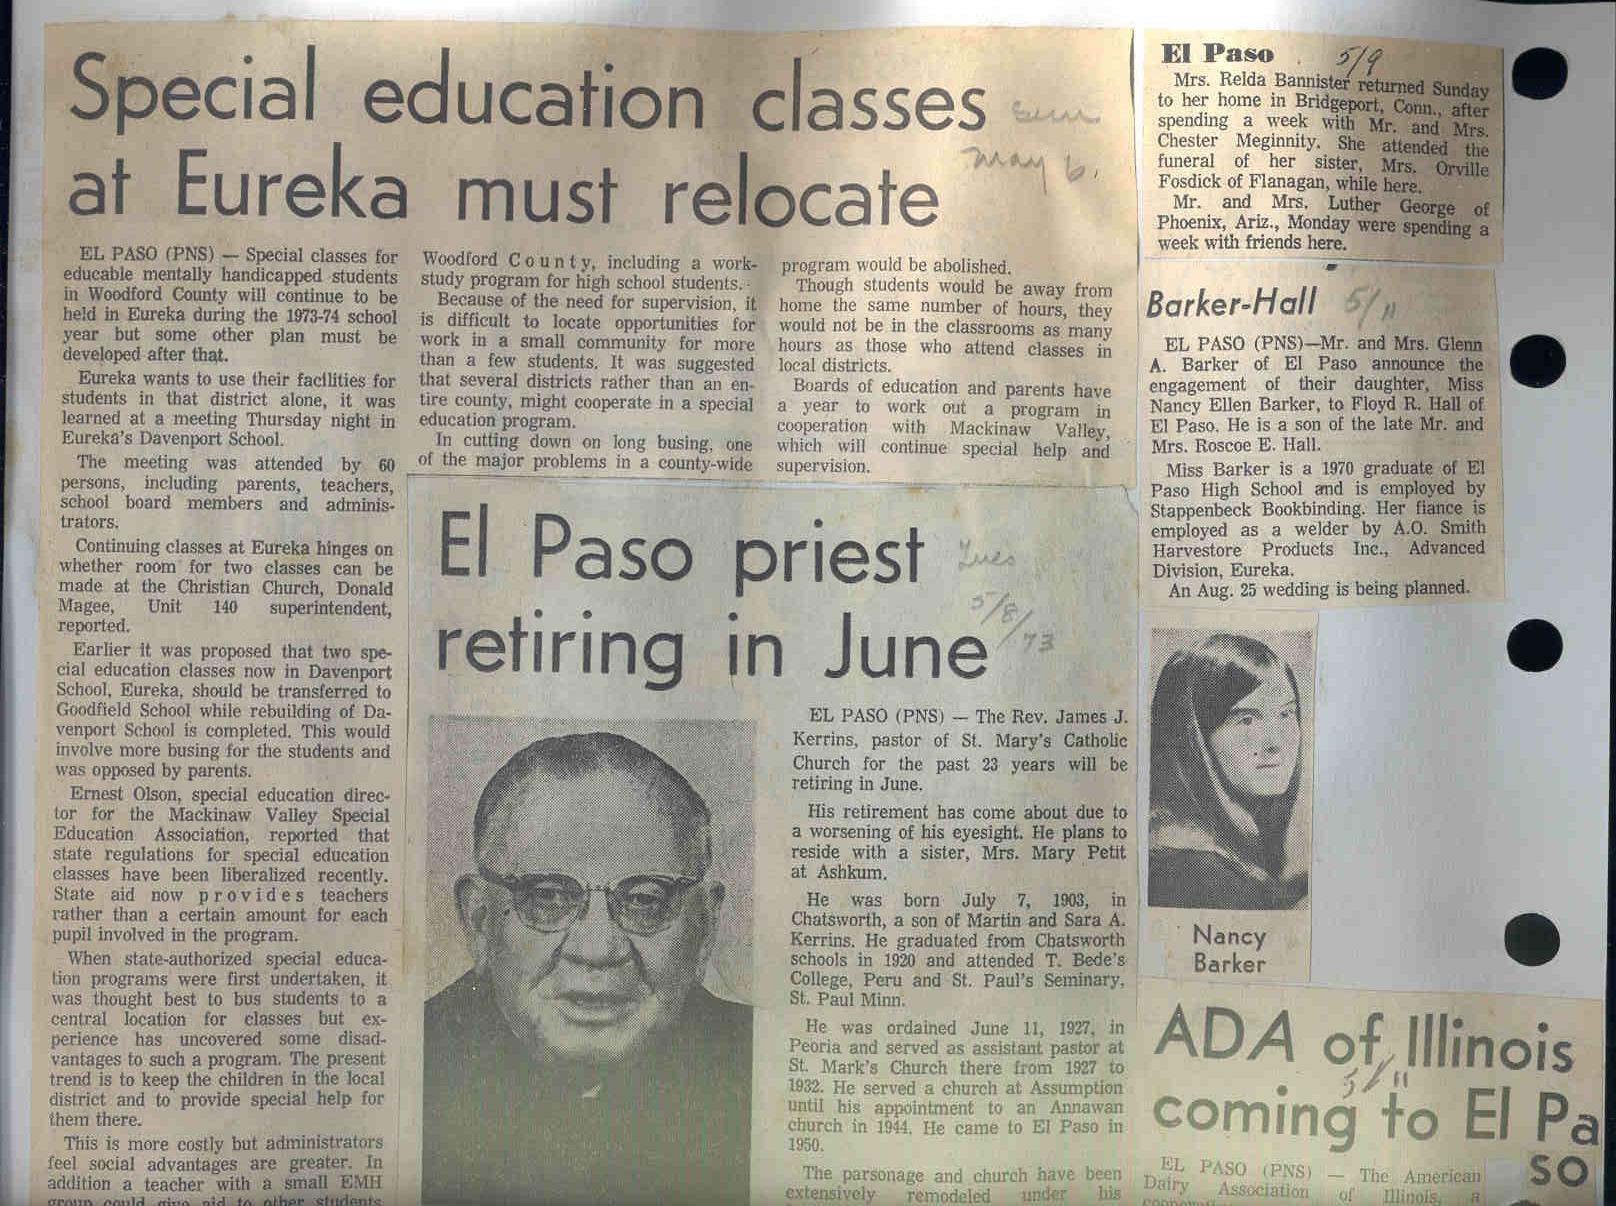 Special education classes
at Eureka must relocate
Sun
May 6.
EL PASO (PNS) — Special classes for
educable mentally handicapped students
in Woodford County will continue to be
held in Eureka during the 1973-74 school
year but some other plan must be
developed after that.
Eureka wants to use their facilities for
students in that district alone, it was
learned at a meeting Thursday night in
Eureka's Davenport School.
The meeting was attended by 60
persons, including parents, teachers,
school board members and adminis-
trators.
Continuing classes at Eureka hinges on
whether room for two classes can be
made at the Christian Church, Donald
Magee, Unit 140 superintendent,
reported.
Earlier it was proposed that two spe-
cial education classes now in Davenport
School, Eureka, should be transferred to
Goodfield School while rebuilding of Da-
venport School is completed. This would
involve more busing for the students and
was opposed by parents.
Ernest Olson, special education direc-
tor for the Mackinaw Valley Special
Education Association, reported that
state regulations for special education
classes have been liberalized recently.
State aid now provides teachers
rather than a certain amount for each
pupil involved in the program.
When state-authorized special educa-
tion programs were first undertaken, it
was thought best to bus students to a
central location for classes but ex-
perience has uncovered some disad-
vantages to such a program. The present
trend is to keep the children in the local
district and to provide special help for
them there.
This is more costly but administrators
feel social advantages are greater. In
addition a teacher with a small EMH
group could give aid to other students
Woodford County, including a work-
study program for high school students.
Because of the need for supervision, it
is difficult to locate opportunities for
work in a small community for more
than a few students. It was suggested
that several districts rather than an en-
tire county, might cooperate in a special
education program.
In cutting down on long busing, one
of the major problems in a county-wide
program would be abolished.
Though students would be away from
home the same number of hours, they
would not be in the classrooms as many
hours as those who attend classes in
local districts.
Boards of education and parents have
a year to work out a program in
cooperation with Mackinaw Valley,
which will continue special help and
supervision.
El Paso priest
retiring in June
Tues
5/8/73
EL PASO (PNS) — The Rev. James J.
Kerrins, pastor of St. Mary's Catholic
Church for the past 23 years will be
retiring in June.
His retirement has come about due to
a worsening of his eyesight. He plans to
reside with a sister, Mrs. Mary Petit
at Ashkum.
He was born July 7, 1903, in
Chatsworth, a son of Martin and Sara A.
Kerrins. He graduated from Chatsworth
schools in 1920 and attended T. Bede's
College, Peru and St. Paul's Seminary,
St. Paul Minn.
He was ordained June 11, 1927, in
Peoria and served as assistant pastor at
St. Mark's Church there from 1927 to
1932. He served a church at Assumption
until his appointment to an Annawan
church in 1944. He came to El Paso in
1950.
The parsonage and church have been
extensively remodeled under his
El Paso
5/9
Mrs. Relda Bannister returned Sunday
to her home in Bridgeport, Conn., after
spending a week with Mr. and Mrs.
Chester Meginnity. She attended the
funeral of her sister, Mrs. Orville
Fosdick of Flanagan, while here.
Mr. and Mrs. Luther George of
Phoenix, Ariz., Monday were spending a
week with friends here.
Barker-Hall
5/11
EL PASO (PNS)—Mr. and Mrs. Glenn
A. Barker of El Paso announce the
engagement of their daughter, Miss
Nancy Ellen Barker, to Floyd R. Hall of
El Paso. He is a son of the late Mr. and
Mrs. Roscoe E. Hall.
Miss Barker is a 1970 graduate of El
Paso High School and is employed by
Stappenbeck Bookbinding. Her fiance is
employed as a welder by A.O. Smith
Harvestore Products Inc., Advanced
Division, Eureka.
An Aug. 25 wedding is being planned.
Nancy
Barker
ADA of Illinois
5/11
coming to El Pa
so
EL PASO (PNS) — The American
Dairy Association of Illinois, a